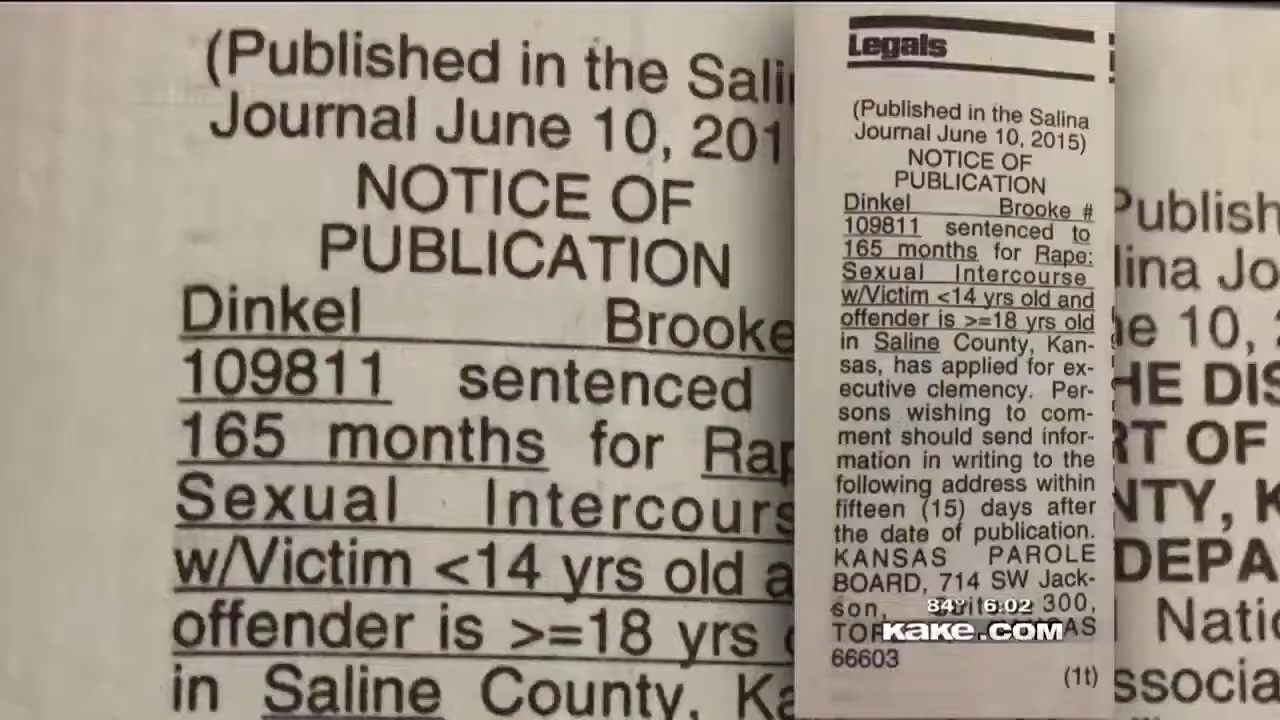 (Published in the Sali
Journal June 10, 201
NOTICE OF
PUBLICATION
Dinkel Brooke
109811 sentenced
165 months for Rap
Sexual Intercours
w/Victim <14 yrs old a
offender is >=18 yrs
in Saline County, Ka
Legals
(Published in the Salina
Journal June 10, 2015)
NOTICE OF
PUBLICATION
Dinkel Brooke #
109811 sentenced to
165 months for Rape:
Sexual Intercourse
w/Victim <14 yrs old and
offender is >=18 yrs old
in Saline County, Kan-
sas, has applied for ex-
ecutive clemency. Per-
sons wishing to com-
ment should send infor-
mation in writing to the
following address within
fifteen (15) days after
the date of publication.
KANSAS PAROLE
BOARD, 714 SW Jack-
son, 300,
66603
(1t)
84° 6:02
KAKE.COM
Publish
lina Jo
e 10, 2
HE DIS
RT OF
NTY, K
DEPA
Natio
ssocia